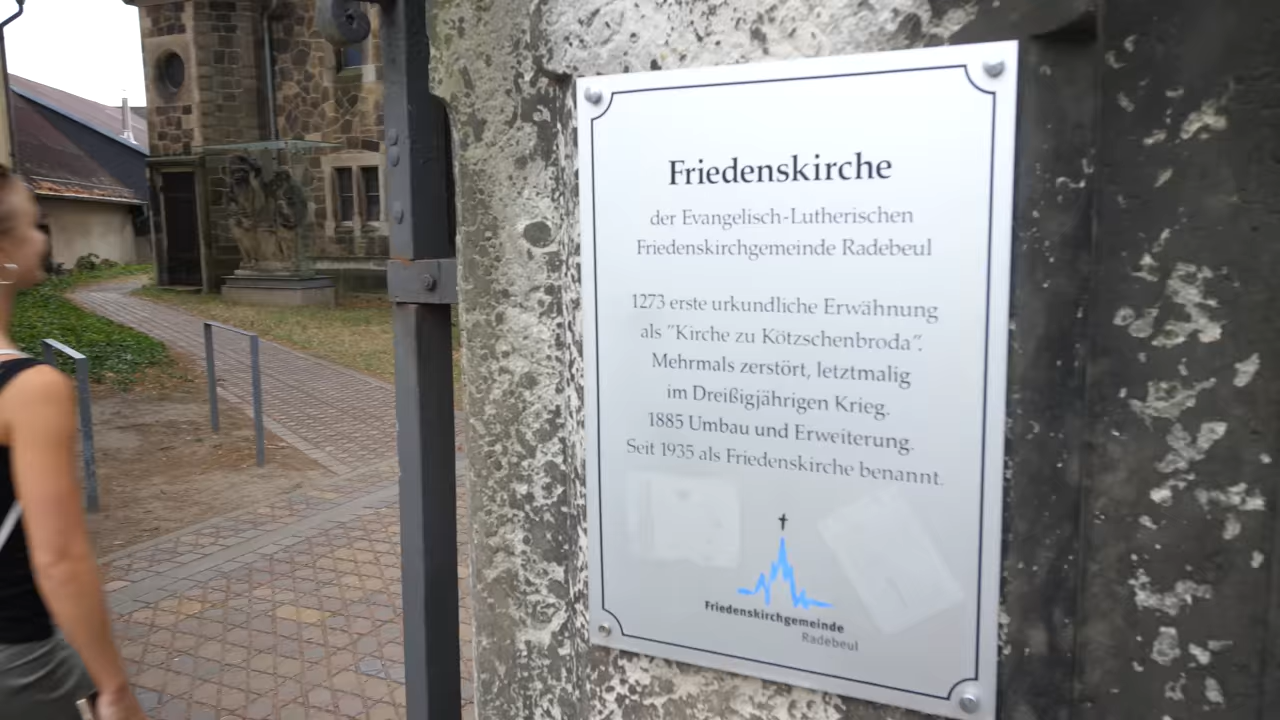 Friedenskirche
der Evangelisch-Lutherischen
Friedenskirchgemeinde Radebeul
1273 erste urkundliche Erwähnung
als "Kirche zu Kötzschenbroda".
Mehrmals zerstört, letztmalig
im Dreißigjährigen Krieg.
1885 Umbau und Erweiterung.
Seit 1935 als Friedenskirche benannt.
Friedenskirchgemeinde
Radebeul